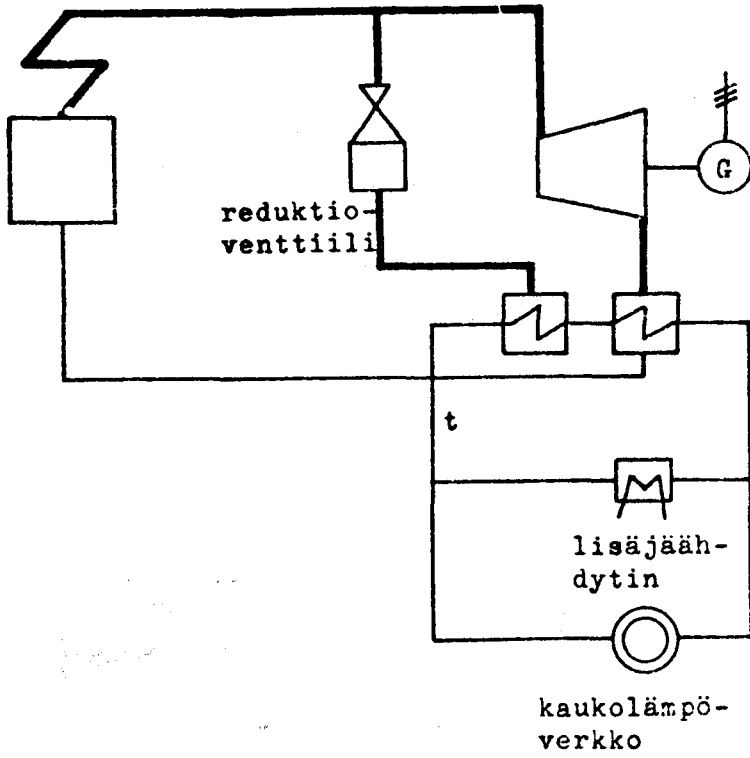 G
reduktio-
venttiili
t
lisäjääh-
dytin
kaukolämpö-
verkko